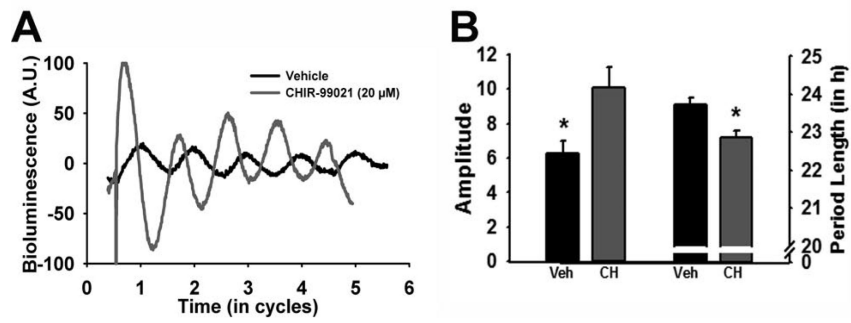 A
Bioluminescence (A.U.)
100
50
0
-50
-100
Vehicle
CHIR-99021 (20 µM)
0 1 2 3 4 5 6
Time (in cycles)
B
Amplitude
12
10
8
6
4
2
0
*
*
Veh CH Veh CH
25
24
23
22
21
20
0
Period Length (in h)